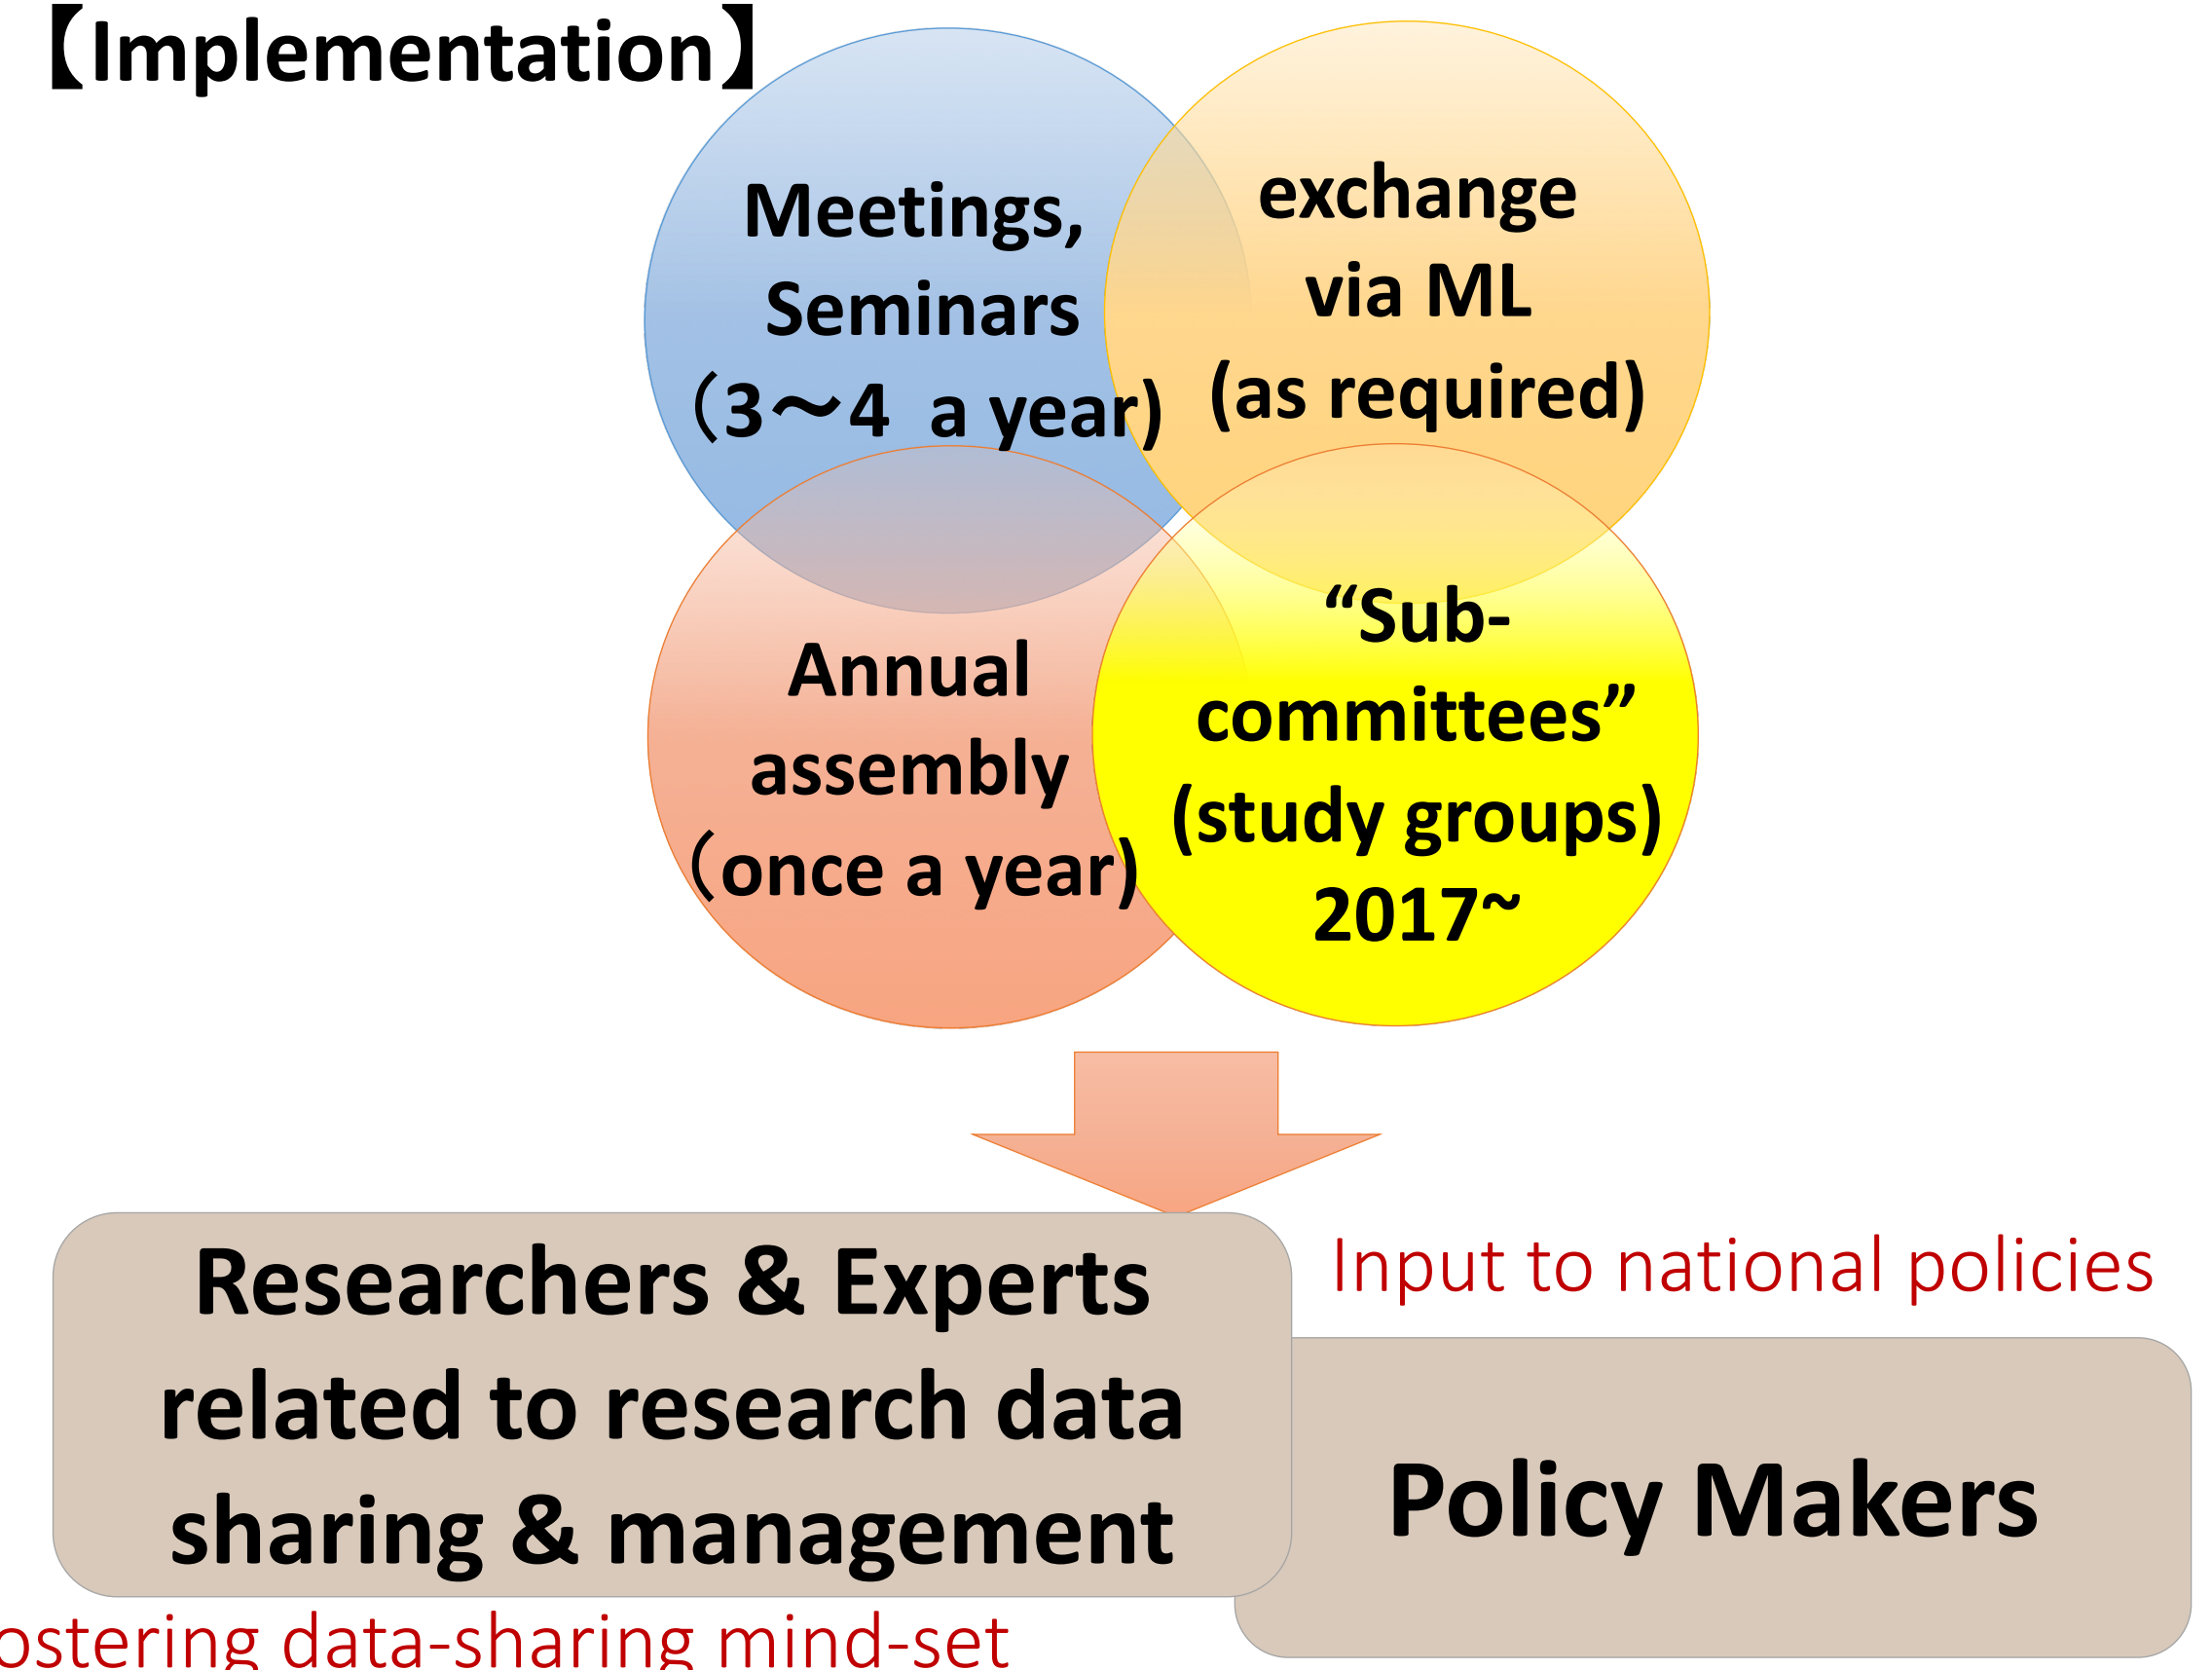 【Implementation】
Meetings,
Seminars
（3～4 a year)
exchange
via ML
(as required)
Annual
assembly
（once a year)
“Sub-
committees”
(study groups)
2017~
Researchers & Experts
related to research data
sharing & management
Input to national policies
Policy Makers
ostering data-sharing mind-set